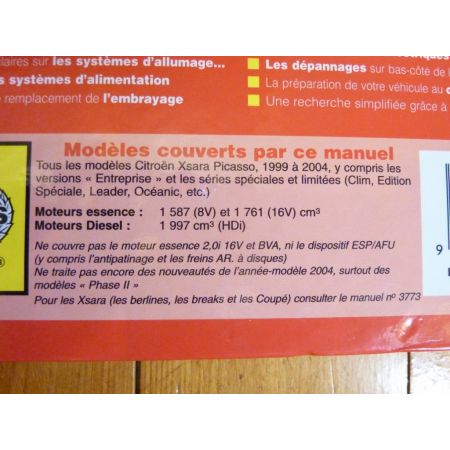 claires sur les systèmes d'allumage...
s systèmes d'alimentation
remplacement de l'embrayage
Les dépannages sur bas-côté de l
La préparation de votre véhicule au
Une recherche simplifiée grâce à
Modèles couverts par ce manuel
Tous les modèles Citroën Xsara Picasso, 1999 à 2004, y compris les
versions « Entreprise » et les séries spéciales et limitées (Clim, Edition
Spéciale, Leader, Océanic, etc.)
Moteurs essence : 1 587 (8V) et 1 761 (16V) cm³
Moteurs Diesel : 1 997 cm³ (HDi)
Ne couvre pas le moteur essence 2,0i 16V et BVA, ni le dispositif ESP/AFU
(y compris l'antipatinage et les freins AR. à disques)
Ne traite pas encore des nouveautés de l'année-modèle 2004, surtout des
modèles « Phase II »
Pour les Xsara (les berlines, les breaks et les Coupé) consulter le manuel n° 3773
9